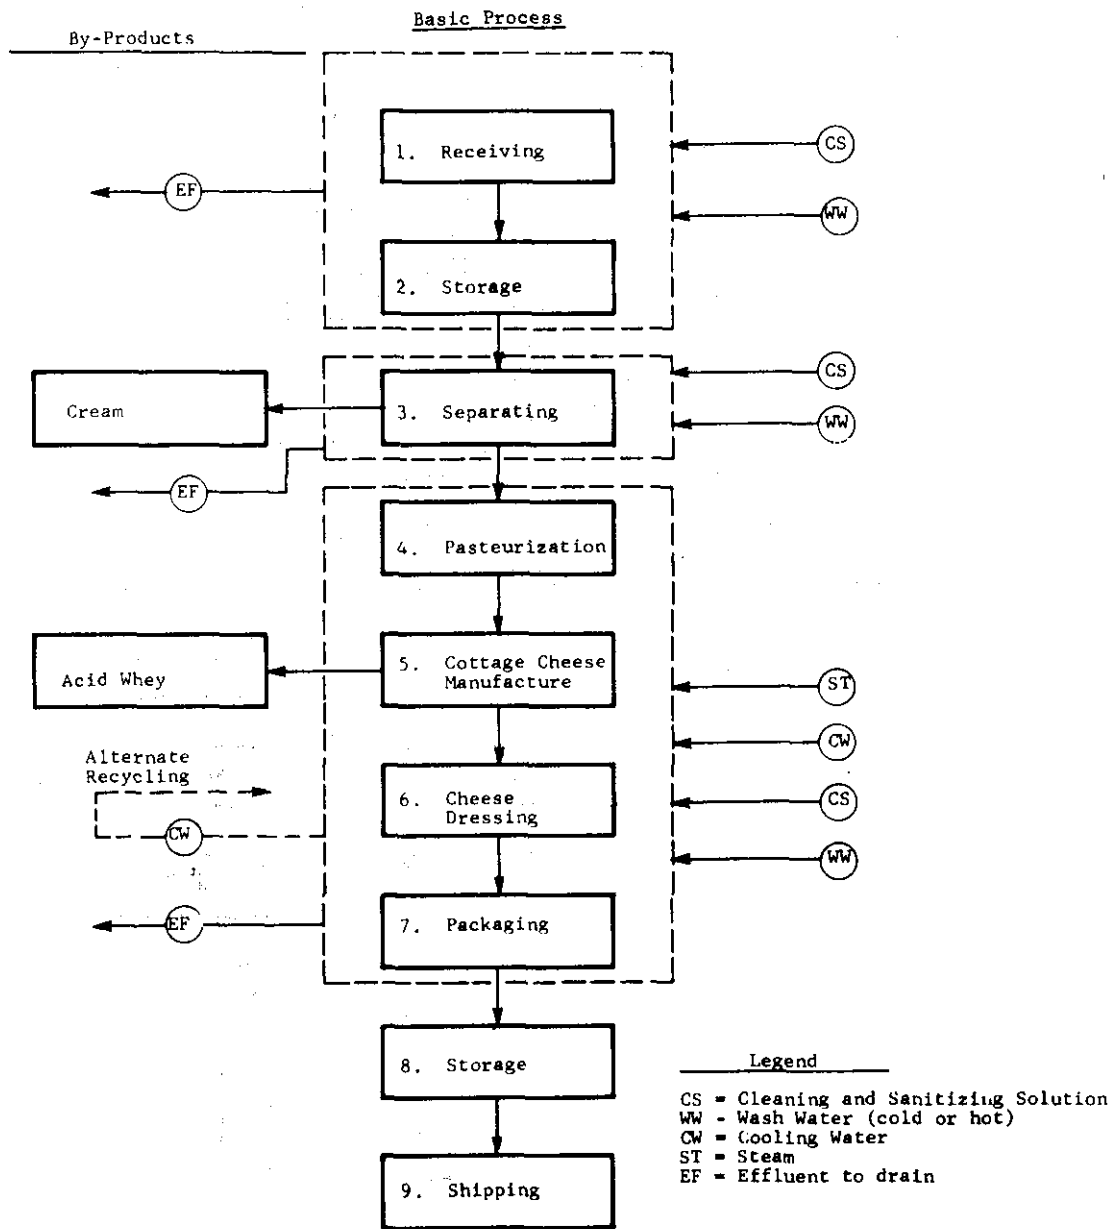 Basic Process
By-Products
1. Receiving
CS
EF
WW
2. Storage
CS
Cream
3. Separating
WW
EF
4. Pasteurization
5. Cottage Cheese
Manufacture
Acid Whey
ST
CW
Alternate
Recycling
6. Cheese
Dressing
CS
CW
WW
EF
7. Packaging
8. Storage
Legend
CS = Cleaning and Sanitizing Solution
WW - Wash Water (cold or hot)
CW = Cooling Water
ST = Steam
EF = Effluent to drain
9. Shipping